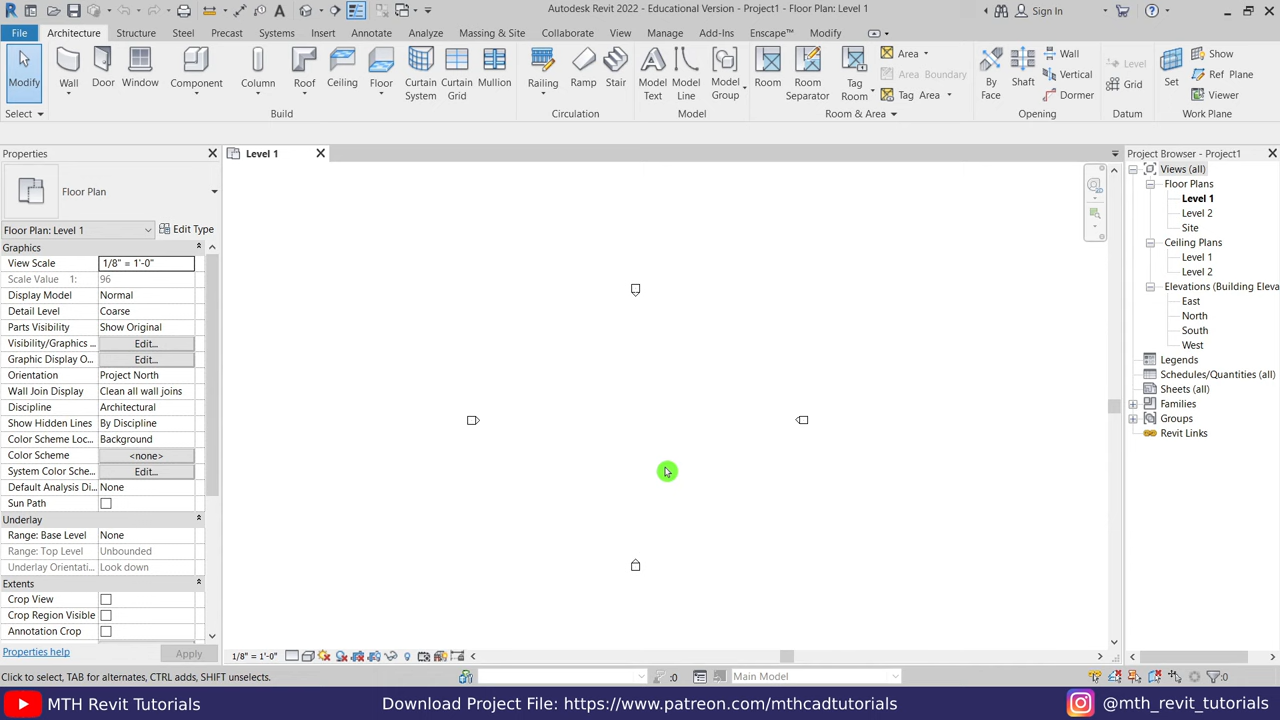 Autodesk Revit 2022 - Educational Version - Project1 - Floor Plan: Level 1
Sign In
File
Architecture
Structure
Steel
Precast
Systems
Insert
Annotate
Analyze
Massing & Site
Collaborate
View
Manage
Add-Ins
Enscape™
Modify
Modify
Wall
Door
Window
Component
Column
Roof
Ceiling
Floor
Curtain System
Curtain Grid
Mullion
Railing
Ramp
Stair
Model Text
Model Line
Model Group
Room
Room Separator
Tag Room
Area
Area Boundary
Tag Area
By Face
Shaft
Wall
Vertical
Dormer
Level
Grid
Set
Show
Ref Plane
Viewer
Select
Build
Circulation
Model
Room & Area
Opening
Datum
Work Plane
Properties
Floor Plan
Floor Plan: Level 1
Edit Type
Graphics
View Scale 1/8" = 1'-0"
Scale Value 1: 96
Display Model Normal
Detail Level Coarse
Parts Visibility Show Original
Visibility/Graphics ... Edit...
Graphic Display O... Edit...
Orientation Project North
Wall Join Display Clean all wall joins
Discipline Architectural
Show Hidden Lines By Discipline
Color Scheme Loc... Background
Color Scheme <none>
System Color Sche... Edit...
Default Analysis Di... None
Sun Path
Underlay
Range: Base Level None
Range: Top Level Unbounded
Underlay Orientati... Look down
Extents
Crop View
Crop Region Visible
Annotation Crop
Properties help
Apply
Level 1
Project Browser - Project1
Views (all)
Floor Plans
Level 1
Level 2
Site
Ceiling Plans
Level 1
Level 2
Elevations (Building Eleva
East
North
South
West
Legends
Schedules/Quantities (all)
Sheets (all)
Families
Groups
Revit Links
1/8" = 1'-0"
Click to select, TAB for alternates, CTRL adds, SHIFT unselects.
:0
Main Model
:0
MTH Revit Tutorials
Download Project File: https://www.patreon.com/mthcadtutorials
@mth_revit_tutorials